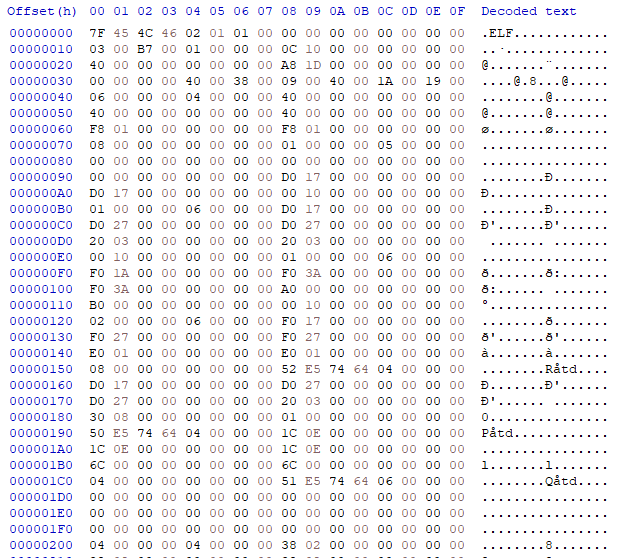 Offset(h) 00 01 02 03 04 05 06 07 08 09 0A 0B 0C 0D 0E 0F Decoded text
00000000 7F 45 4C 46 02 01 01 00 00 00 00 00 00 00 00 00 .ELF............
00000010 03 00 B7 00 01 00 00 00 0C 10 00 00 00 00 00 00 ..·.............
00000020 40 00 00 00 00 00 00 00 A8 1D 00 00 00 00 00 00 @.......¨.......
00000030 00 00 00 00 40 00 38 00 09 00 40 00 1A 00 19 00 ....@.8...@.....
00000040 06 00 00 00 04 00 00 00 40 00 00 00 00 00 00 00 ........@.......
00000050 40 00 00 00 00 00 00 00 40 00 00 00 00 00 00 00 @.......@.......
00000060 F8 01 00 00 00 00 00 00 F8 01 00 00 00 00 00 00 ø.......ø.......
00000070 08 00 00 00 00 00 00 00 01 00 00 00 05 00 00 00 ................
00000080 00 00 00 00 00 00 00 00 00 00 00 00 00 00 00 00 ................
00000090 00 00 00 00 00 00 00 00 D0 17 00 00 00 00 00 00 ........Ð.......
000000A0 D0 17 00 00 00 00 00 00 00 10 00 00 00 00 00 00 Ð...............
000000B0 01 00 00 00 06 00 00 00 D0 17 00 00 00 00 00 00 ........Ð.......
000000C0 D0 27 00 00 00 00 00 00 D0 27 00 00 00 00 00 00 Ð'......Ð'......
000000D0 20 03 00 00 00 00 00 00 20 03 00 00 00 00 00 00  ....... .......
000000E0 00 10 00 00 00 00 00 00 01 00 00 00 06 00 00 00 ................
000000F0 F0 1A 00 00 00 00 00 00 F0 3A 00 00 00 00 00 00 ð.......ð:......
00000100 F0 3A 00 00 00 00 00 00 A0 00 00 00 00 00 00 00 ð:...... .......
00000110 B0 00 00 00 00 00 00 00 00 10 00 00 00 00 00 00 °...............
00000120 02 00 00 00 06 00 00 00 F0 17 00 00 00 00 00 00 ........ð.......
00000130 F0 27 00 00 00 00 00 00 F0 27 00 00 00 00 00 00 ð'......ð'......
00000140 E0 01 00 00 00 00 00 00 E0 01 00 00 00 00 00 00 à.......à.......
00000150 08 00 00 00 00 00 00 00 52 E5 74 64 04 00 00 00 ........Råtd....
00000160 D0 17 00 00 00 00 00 00 D0 27 00 00 00 00 00 00 Ð.......Ð'......
00000170 D0 27 00 00 00 00 00 00 20 03 00 00 00 00 00 00 Ð'...... .......
00000180 30 08 00 00 00 00 00 00 01 00 00 00 00 00 00 00 0...............
00000190 50 E5 74 64 04 00 00 00 1C 0E 00 00 00 00 00 00 Påtd............
000001A0 1C 0E 00 00 00 00 00 00 1C 0E 00 00 00 00 00 00 ................
000001B0 6C 00 00 00 00 00 00 00 6C 00 00 00 00 00 00 00 l.......l.......
000001C0 04 00 00 00 00 00 00 00 51 E5 74 64 06 00 00 00 ........Qåtd....
000001D0 00 00 00 00 00 00 00 00 00 00 00 00 00 00 00 00 ................
000001E0 00 00 00 00 00 00 00 00 00 00 00 00 00 00 00 00 ................
000001F0 00 00 00 00 00 00 00 00 00 00 00 00 00 00 00 00 ................
00000200 04 00 00 00 04 00 00 00 38 02 00 00 00 00 00 00 ........8.......